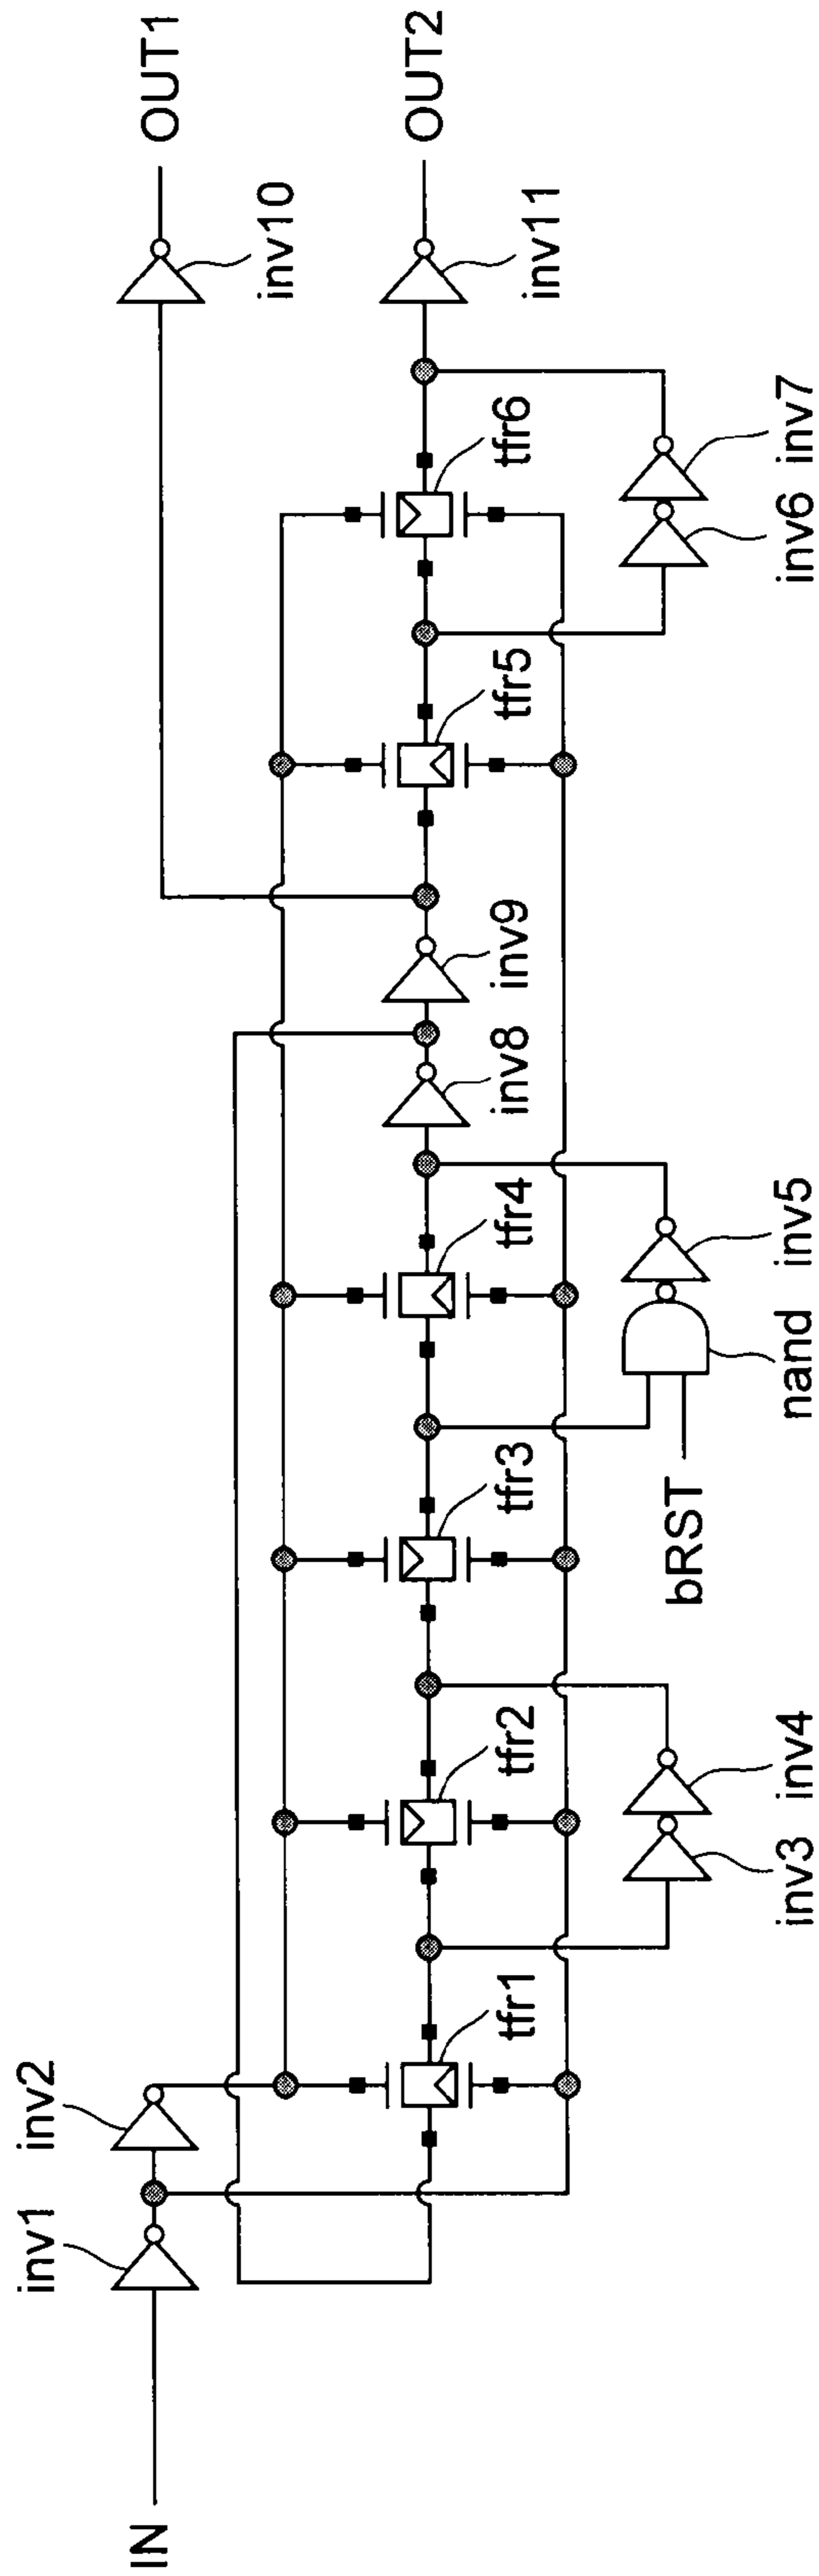 OUT1
OUT2
inv10
inv11
tfr6
inv7
inv6
tfr5
inv9
inv8
tfr4
inv5
nand
tfr3
bRST
tfr2
inv4
inv3
tfr1
inv2
inv1
IN